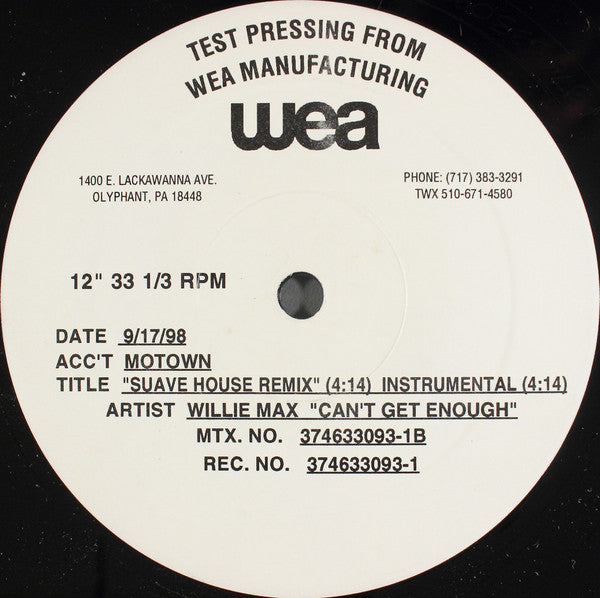 TEST PRESSING FROM
WEA MANUFACTURING
wea
1400 E. LACKAWANNA AVE.
OLYPHANT, PA 18448
PHONE: (717) 383-3291
TWX 510-671-4580
12" 33 1/3 RPM
DATE 9/17/98
ACC'T MOTOWN
TITLE "SUAVE HOUSE REMIX" (4:14) INSTRUMENTAL (4:14)
ARTIST WILLIE MAX "CAN'T GET ENOUGH"
MTX. NO. 374633093-1B
REC. NO. 374633093-1